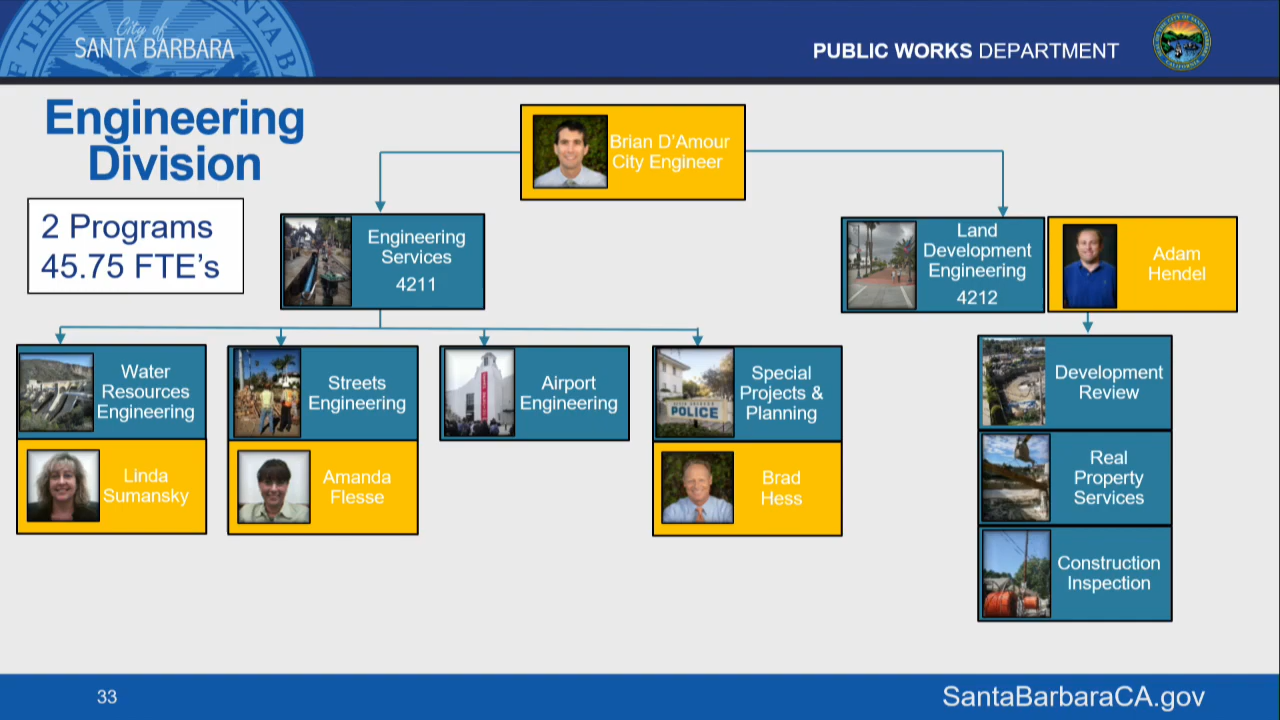 City of
SANTA BARBARA
PUBLIC WORKS DEPARTMENT
Engineering
Division
2 Programs
45.75 FTE's
Brian D'Amour
City Engineer
Engineering
Services
4211
Land
Development
Engineering
4212
Adam
Hendel
Water
Resources
Engineering
Linda
Sumansky
Streets
Engineering
Amanda
Flesse
Airport
Engineering
POLICE
Special
Projects &
Planning
Brad
Hess
Development
Review
Real
Property
Services
Construction
Inspection
33
SantaBarbaraCA.gov